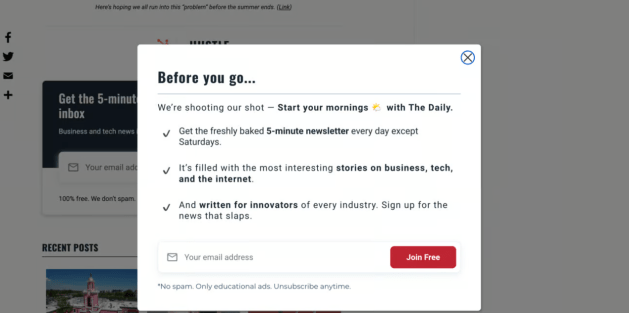 Here's hoping we all run into this "problem" before the summer ends. (Link)
HUSTLE
Get the 5-minut
inbox
Business and tech news i
Your email add
100% free. We don't spam.
RECENT POSTS
Before you go...
We're shooting our shot — Start your mornings ⛅ with The Daily.
✓ Get the freshly baked 5-minute newsletter every day except
Saturdays.
✓ It's filled with the most interesting stories on business, tech,
and the internet.
✓ And written for innovators of every industry. Sign up for the
news that slaps.
Your email address
Join Free
*No spam. Only educational ads. Unsubscribe anytime.